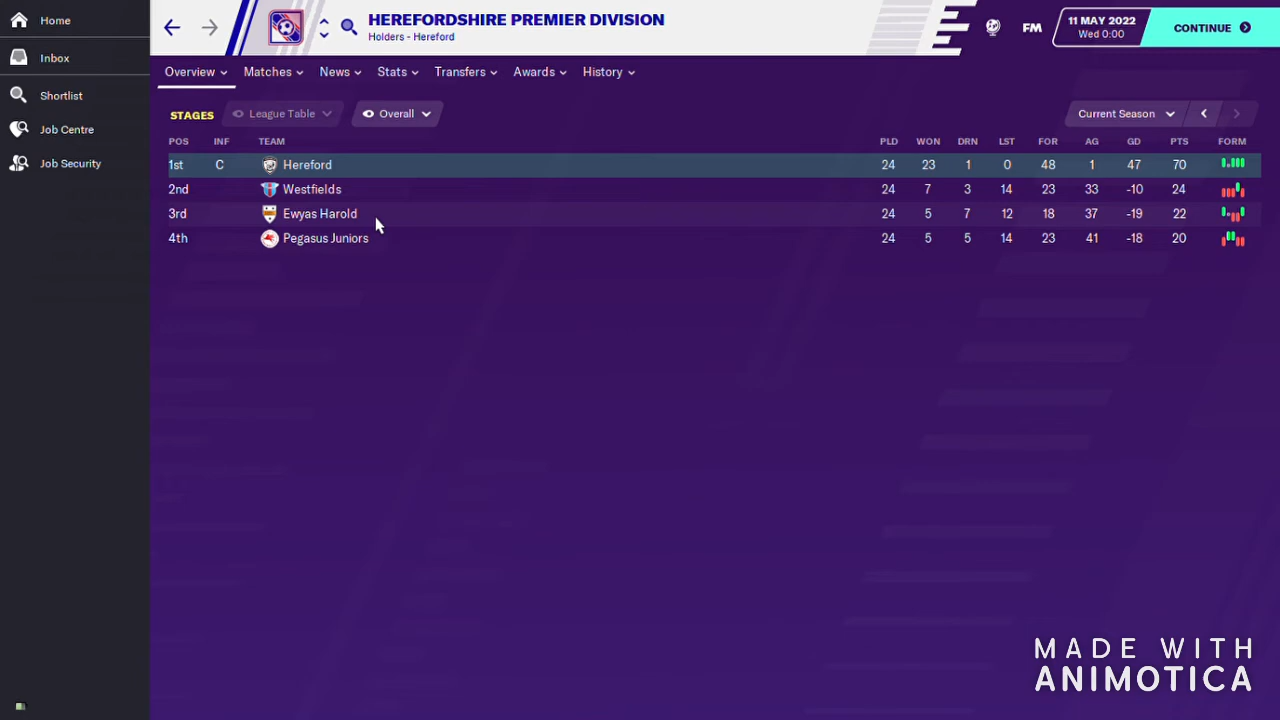 Home
Inbox
Shortlist
Job Centre
Job Security
HEREFORDSHIRE PREMIER DIVISION
Holders - Hereford
FM
11 MAY 2022
Wed 0:00
CONTINUE
Overview Matches News Stats Transfers Awards History
STAGES League Table Overall Current Season
POS INF TEAM PLD WON DRN LST FOR AG GD PTS FORM
1st C Hereford 24 23 1 0 48 1 47 70
2nd Westfields 24 7 3 14 23 33 -10 24
3rd Ewyas Harold 24 5 7 12 18 37 -19 22
4th Pegasus Juniors 24 5 5 14 23 41 -18 20
MADE WITH
ANIMOTICA